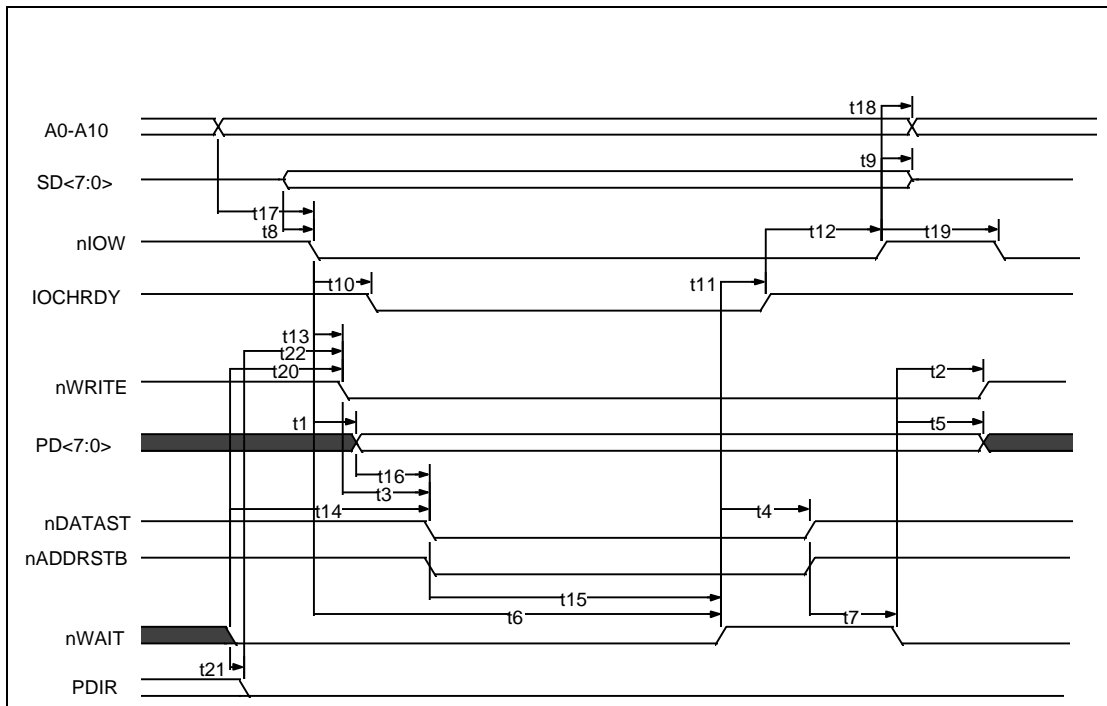 t18
A0-A10
t9
SD<7:0>
t17
t8
t12
t19
nIOW
t10
t11
IOCHRDY
t13
t22
t20
t2
nWRITE
t1
t5
PD<7:0>
t16
t3
t14
t4
nDATAST
nADDRSTB
t15
t6
t7
nWAIT
t21
PDIR